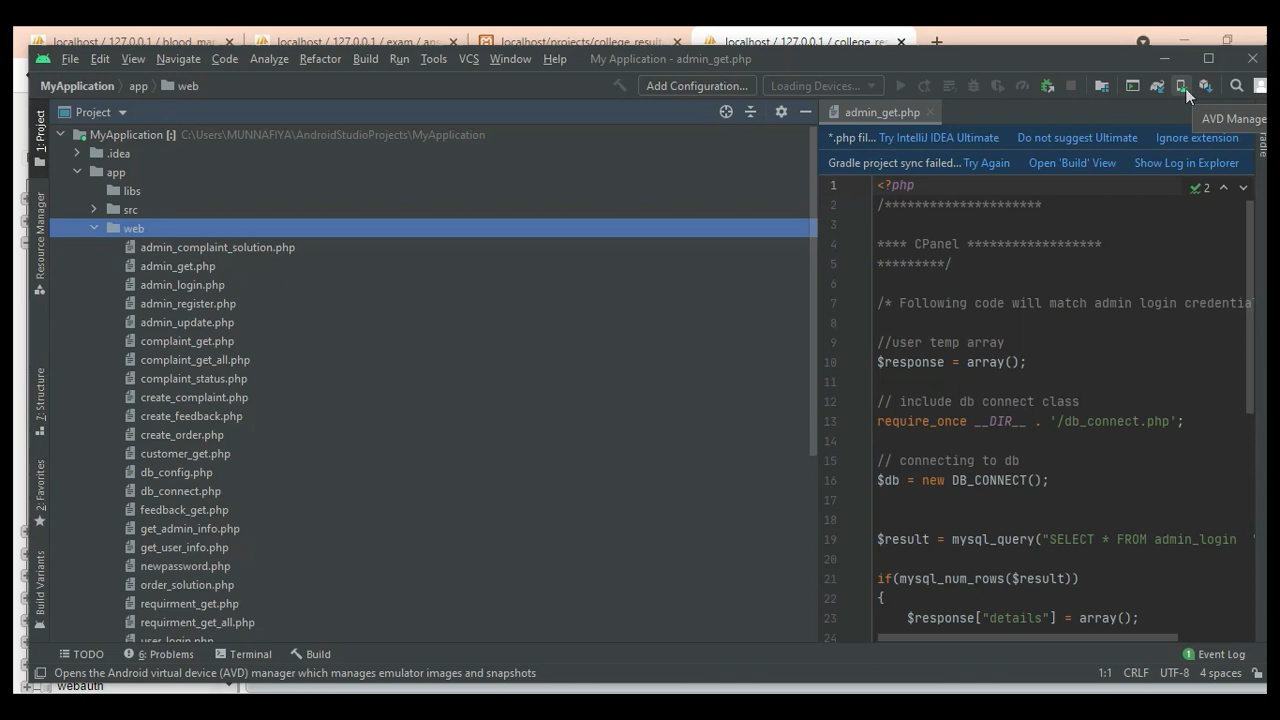 localhost / 127.0.0.1 / blood_ma
localhost / 127.0.0.1 / exam / an
localhost/projects/college_result
localhost / 127.0.0.1 / college_re
File Edit View Navigate Code Analyze Refactor Build Run Tools VCS Window Help My Application - admin_get.php
MyApplication app web
Add Configuration... Loading Devices...
Project
admin_get.php
AVD Manage
1: Project
Resource Manager
7: Structure
2: Favorites
Build Variants
MyApplication [:] C:\Users\MUNNAFIYA\AndroidStudioProjects\MyApplication
.idea
app
libs
src
web
admin_complaint_solution.php
admin_get.php
admin_login.php
admin_register.php
admin_update.php
complaint_get.php
complaint_get_all.php
complaint_status.php
create_complaint.php
create_feedback.php
create_order.php
customer_get.php
db_config.php
db_connect.php
feedback_get.php
get_admin_info.php
get_user_info.php
newpassword.php
order_solution.php
requirment_get.php
requirment_get_all.php
user_login.php
*.php fil... Try IntelliJ IDEA Ultimate Do not suggest Ultimate Ignore extension
Gradle project sync failed... Try Again Open 'Build' View Show Log in Explorer
2
1 <?php
2 /*********************
3
4 **** CPanel ******************
5 *********/
6
7 /* Following code will match admin login credentia
8
9 //user temp array
10 $response = array();
11
12 // include db connect class
13 require_once __DIR__ . '/db_connect.php';
14
15 // connecting to db
16 $db = new DB_CONNECT();
17
18
19 $result = mysql_query("SELECT * FROM admin_login
20
21 if(mysql_num_rows($result))
22 {
23 $response["details"] = array();
24
TODO 6: Problems Terminal Build
1 Event Log
Opens the Android virtual device (AVD) manager which manages emulator images and snapshots
1:1 CRLF UTF-8 4 spaces
webauth